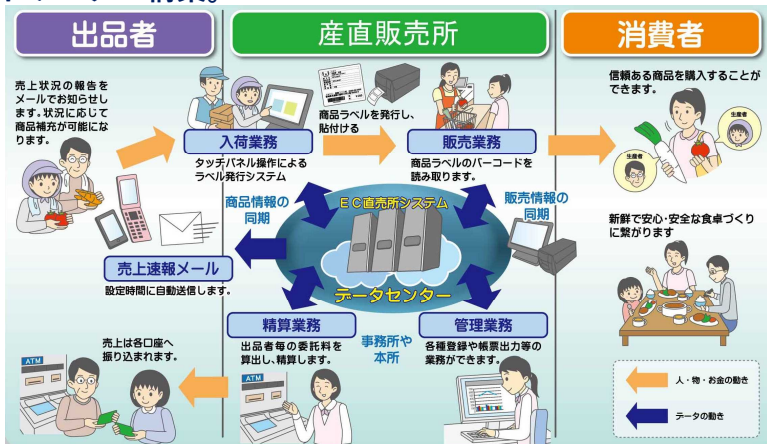 出品者
産直販売所
消費者
売上状況の報告を
メールでお知らせし
ます。状況に応じて
商品補充が可能にな
ります。
入荷業務
タッチパネル操作による
ラベル発行システム
商品ラベルを発行し、
貼付ける
販売業務
商品ラベルのバーコードを
読み取ります。
信頼ある商品を購入することが
できます。
生産者
生産者
商品情報の
同期
EC直売所システム
販売情報の
同期
データセンター
売上速報メール
設定時間に自動送信します。
新鮮で安心・安全な食卓づくり
に繋がります
精算業務
出品者毎の委託料を
算出し、精算します。
事務所や
本所
管理業務
各種登録や帳票出力等の
業務ができます。
売上は各口座へ
振り込まれます。
ATM
ATM
人・物・お金の動き
データの動き